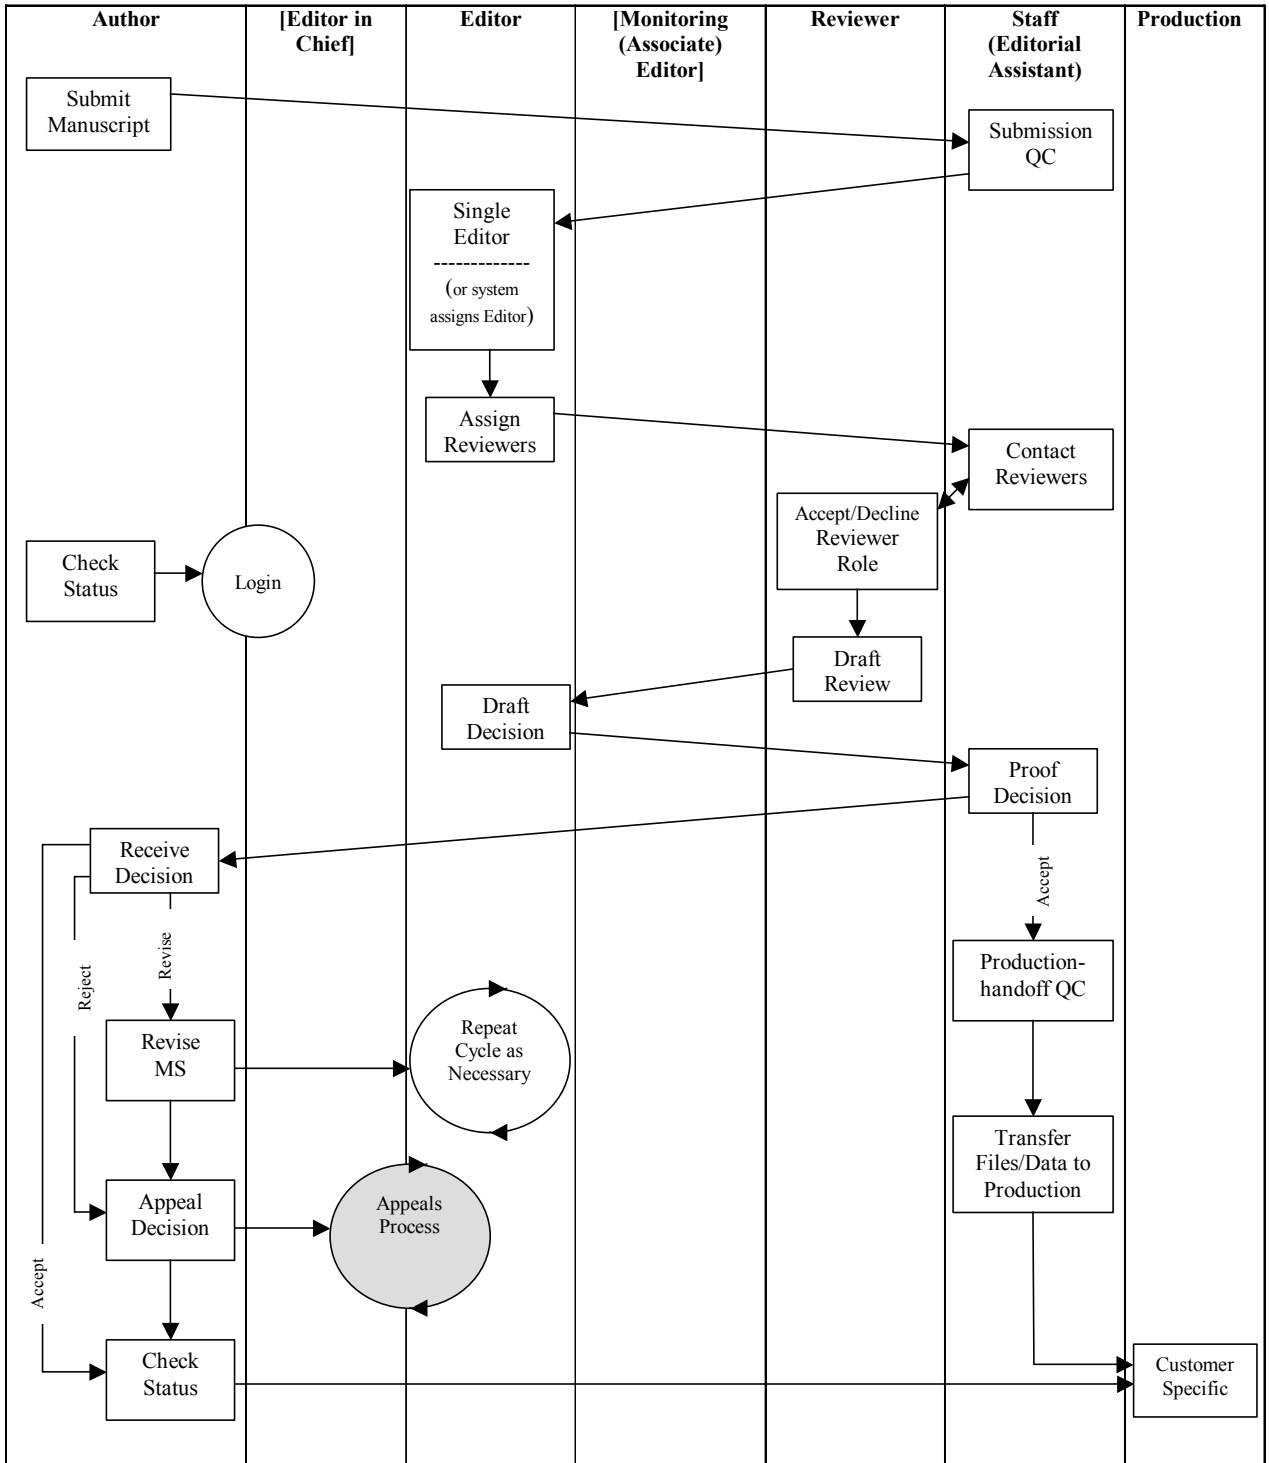 Author
[Editor in
Chief]
Editor
[Monitoring
(Associate)
Editor]
Reviewer
Staff
(Editorial
Assistant)
Production
Submit
Manuscript
Submission
QC
Single
Editor
-------------
(or system
assigns Editor)
Assign
Reviewers
Contact
Reviewers
Accept/Decline
Reviewer
Role
Check
Status
Login
Draft
Review
Draft
Decision
Proof
Decision
Receive
Decision
Accept
Revise
Reject
Production-
handoff QC
Revise
MS
Repeat
Cycle as
Necessary
Transfer
Files/Data to
Production
Appeal
Decision
Appeals
Process
Accept
Check
Status
Customer
Specific